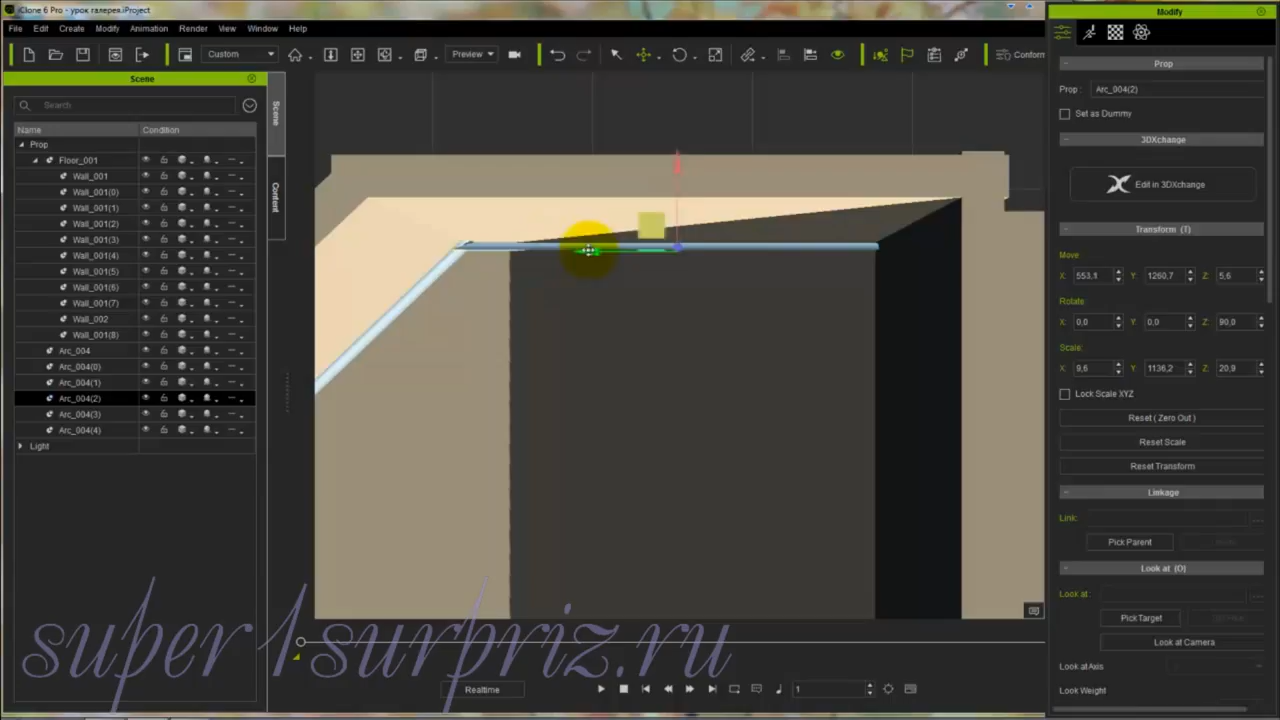 iClone 6 Pro - урок галерея.iProject
File Edit Create Modify Animation Render View Window Help
Custom Preview Conform
Scene
Search
Name Condition
Prop
Floor_001
Wall_001
Wall_001(0)
Wall_001(1)
Wall_001(2)
Wall_001(3)
Wall_001(4)
Wall_001(5)
Wall_001(6)
Wall_001(7)
Wall_002
Wall_001(8)
Arc_004
Arc_004(0)
Arc_004(1)
Arc_004(2)
Arc_004(3)
Arc_004(4)
Light
Scene
Content
super1surpriz.ru
Realtime 1
Modify
Prop
Prop : Arc_004(2)
Set as Dummy
3DXchange
Edit in 3DXchange
Transform (T)
Move
X: 553,1 Y: 1260,7 Z: 5,6
Rotate
X: 0,0 Y: 0,0 Z: 90,0
Scale:
X: 9,6 Y: 1136,2 Z: 20,9
Lock Scale XYZ
Reset ( Zero Out )
Reset Scale
Reset Transform
Linkage
Link:
Pick Parent
Look at (O)
Look at:
Pick Target
Look at Camera
Look at Axis
Look Weight